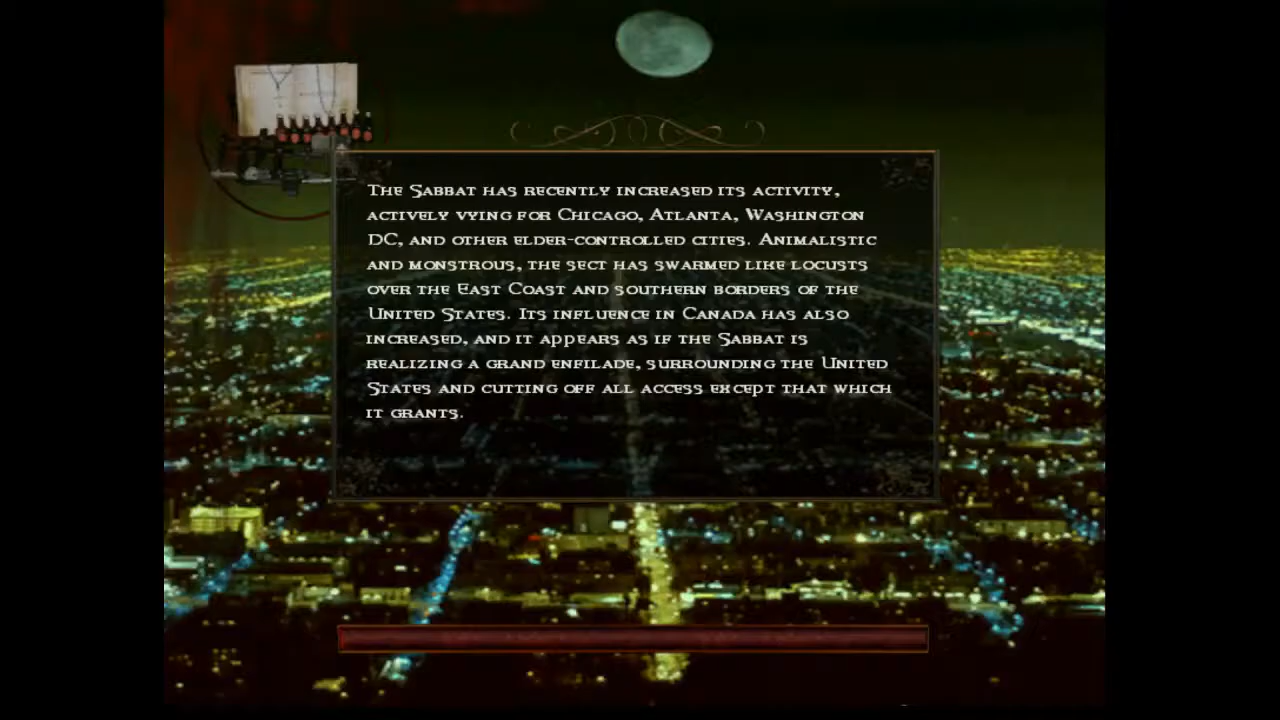 The Sabbat has recently increased its activity,
actively vying for Chicago, Atlanta, Washington
DC, and other elder-controlled cities. Animalistic
and monstrous, the sect has swarmed like locusts
over the East Coast and southern borders of the
United States. Its influence in Canada has also
increased, and it appears as if the Sabbat is
realizing a grand enfilade, surrounding the United
States and cutting off all access except that which
it grants.